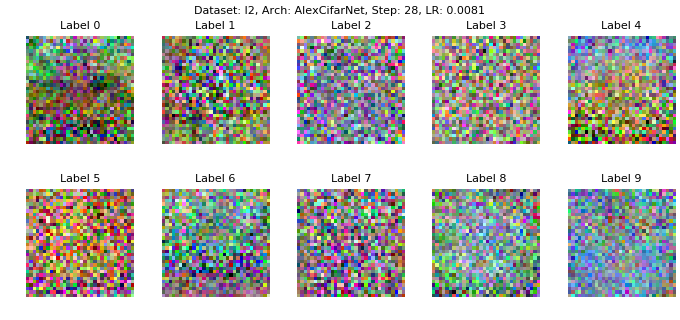 Dataset: I2, Arch: AlexCifarNet, Step: 28, LR: 0.0081
Label 0
Label 1
Label 2
Label 3
Label 4
Label 5
Label 6
Label 7
Label 8
Label 9